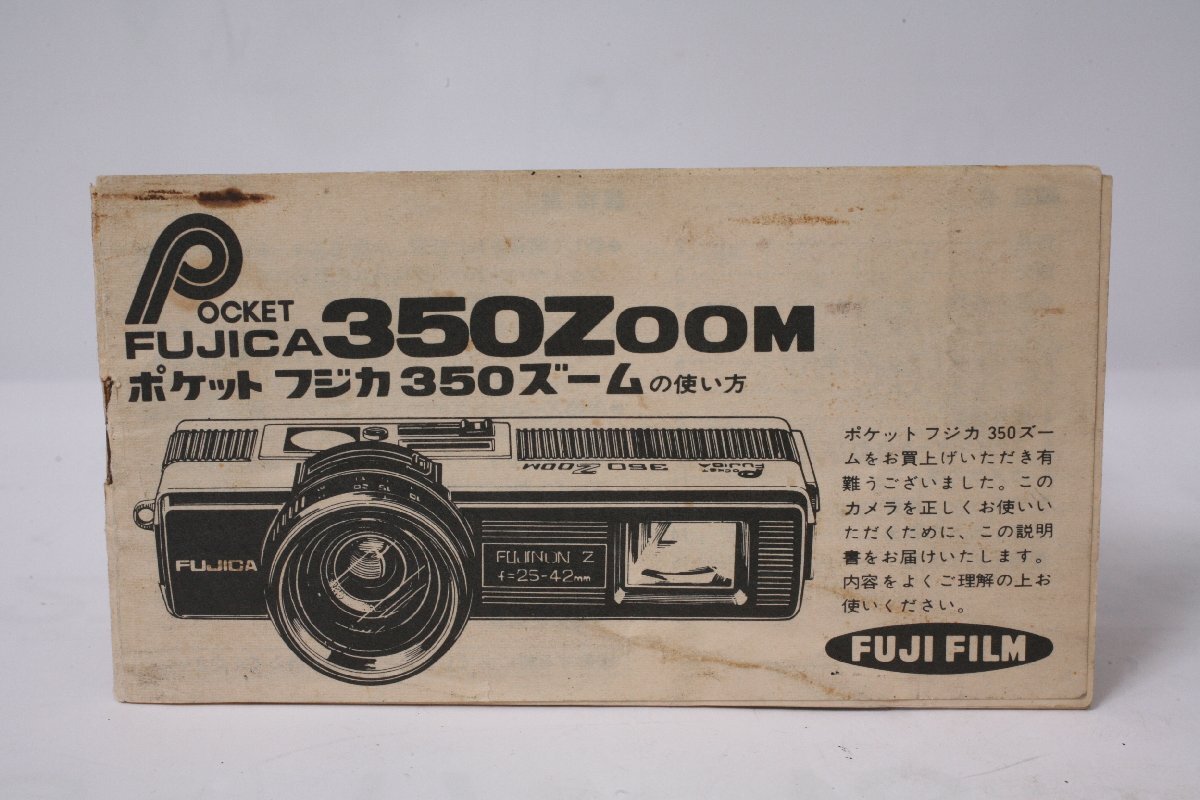 POCKET
FUJICA 350ZOOM
ポケット フジカ 350ズームの使い方
350 ZOOM
POCKET
FUJICA
FUJICA
FUJINON Z
f=25-42mm
ポケット フジカ 350ズー
ムをお買上げいただき有
難うございました。この
カメラを正しくお使いい
ただくために、この説明
書をお届けいたします。
内容をよくご理解の上お
使いください。
FUJI FILM